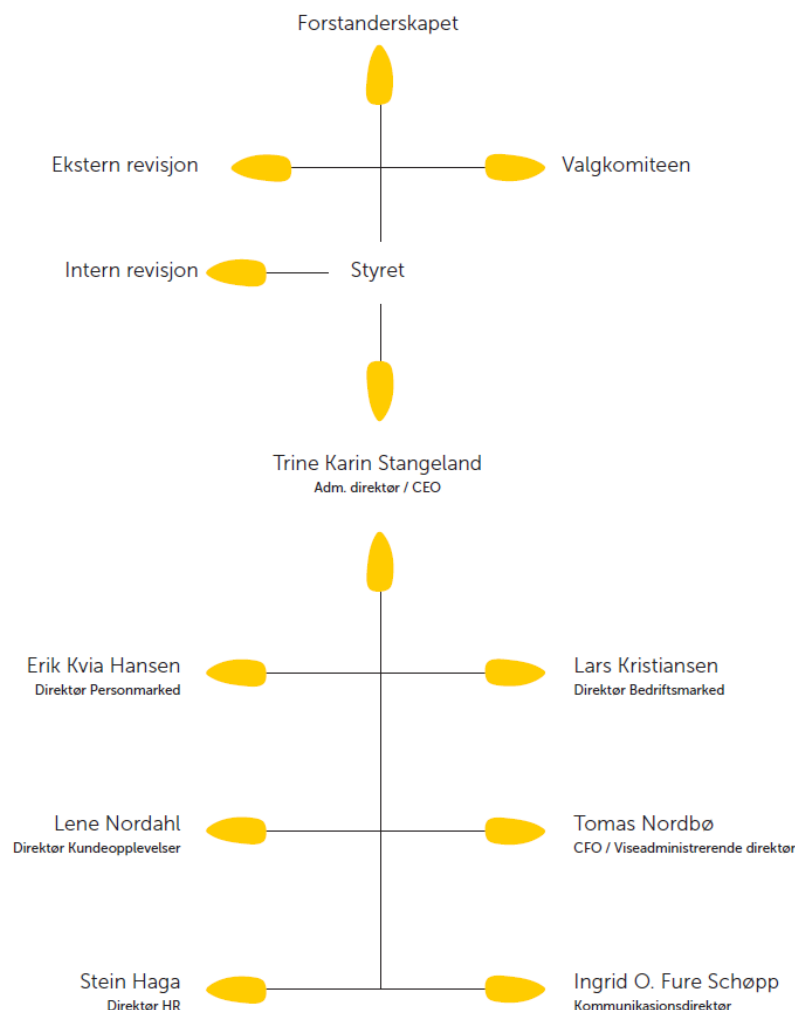 Forstanderskapet
Ekstern revisjon
Valgkomiteen
Intern revisjon
Styret
Trine Karin Stangeland
Adm. direktør / CEO
Erik Kvia Hansen
Direktør Personmarked
Lars Kristiansen
Direktør Bedriftsmarked
Lene Nordahl
Direktør Kundeopplevelser
Tomas Nordbø
CFO / Viseadministrerende direktør
Stein Haga
Direktør HR
Ingrid O. Fure Schøpp
Kommunikasjonsdirektør